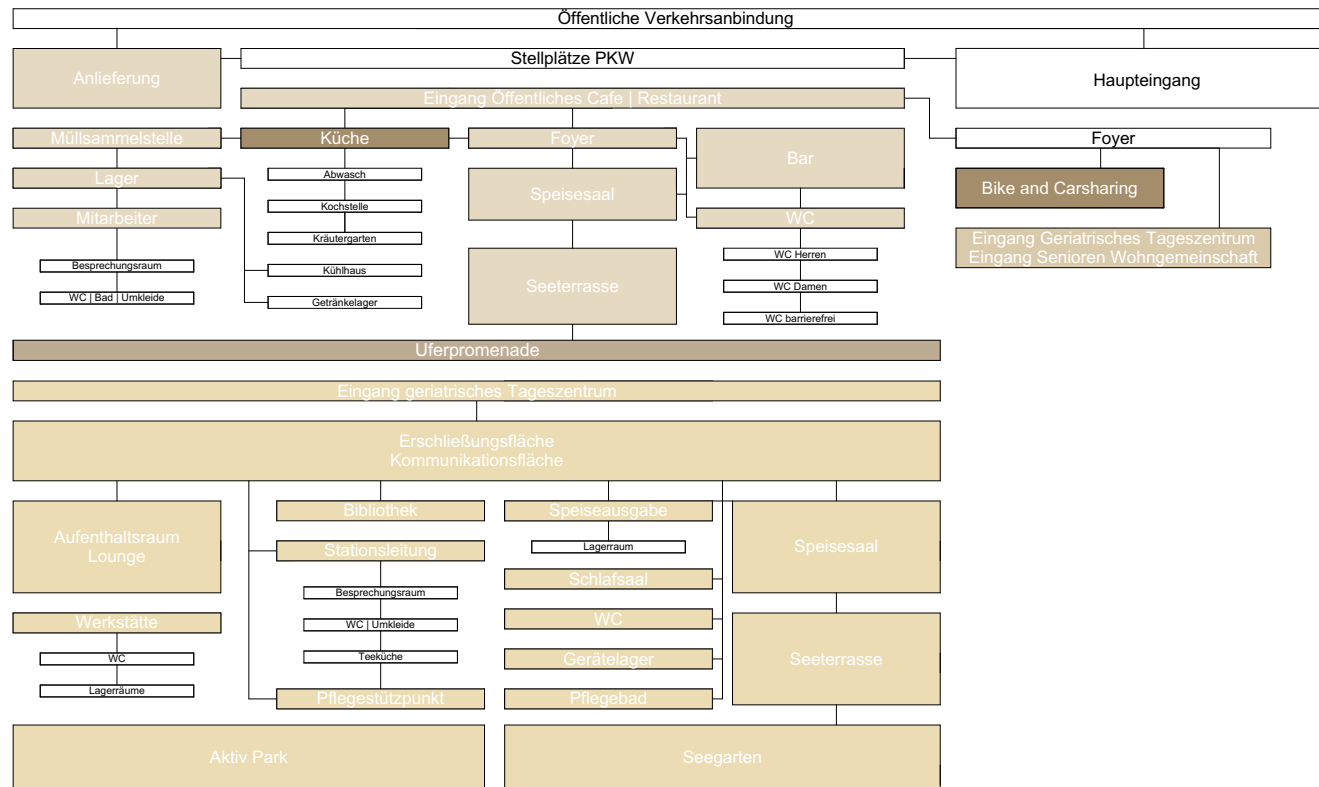 Öffentliche Verkehrsanbindung
Anlieferung
Stellplätze PKW
Haupteingang
Eingang Öffentliches Cafe | Restaurant
Müllsammelstelle
Küche
Foyer
Bar
Foyer
Lager
Abwasch
Speisesaal
Bike and Carsharing
Kochstelle
Mitarbeiter
WC
Kräutergarten
Eingang Geriatrisches Tageszentrum
Eingang Senioren Wohngemeinschaft
Besprechungsraum
Kühlhaus
Seeterrasse
WC Herren
WC Damen
WC | Bad | Umkleide
Getränkelager
WC barrierefrei
Uferpromenade
Eingang geriatrisches Tageszentrum
Erschließungsfläche
Kommunikationsfläche
Aufenthaltsraum
Lounge
Bibliothek
Speiseausgabe
Speisesaal
Stationsleitung
Lagerraum
Schlafsaal
Besprechungsraum
Werkstätte
WC | Umkleide
WC
Seeterrasse
WC
Teeküche
Gerätelager
Lagerräume
Pflegestützpunkt
Pflegebad
Aktiv Park
Seegarten